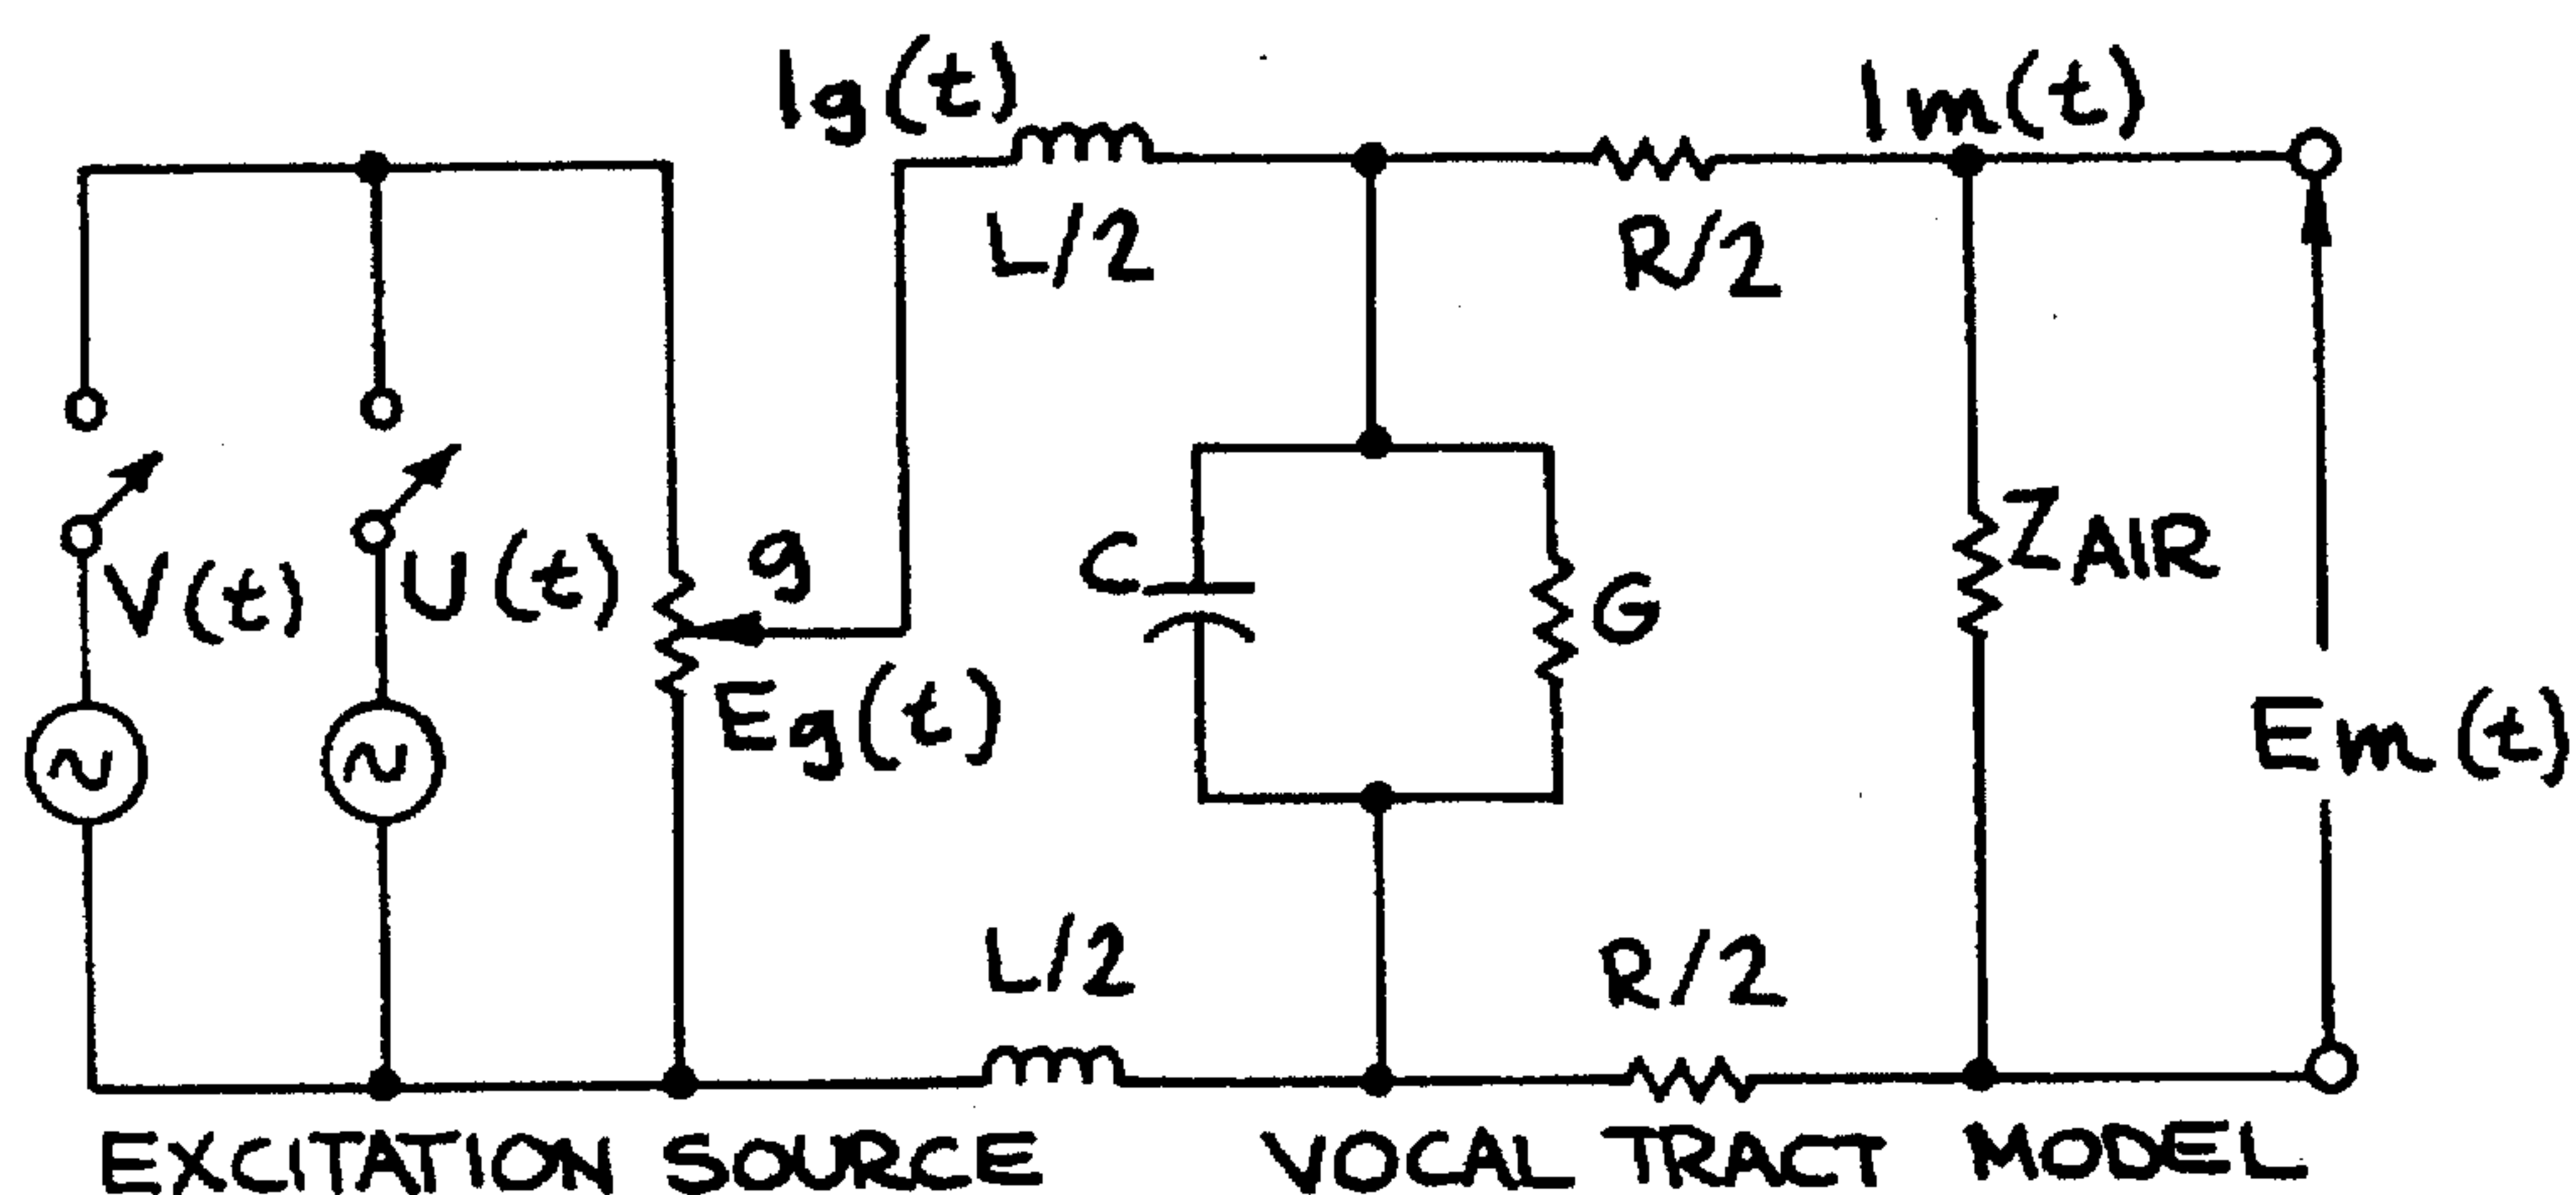 Ig(t)
Im(t)
L/2
R/2
V(t)
U(t)
g
Eg(t)
C
G
ZAIR
Em(t)
L/2
R/2
EXCITATION SOURCE
VOCAL TRACT MODEL